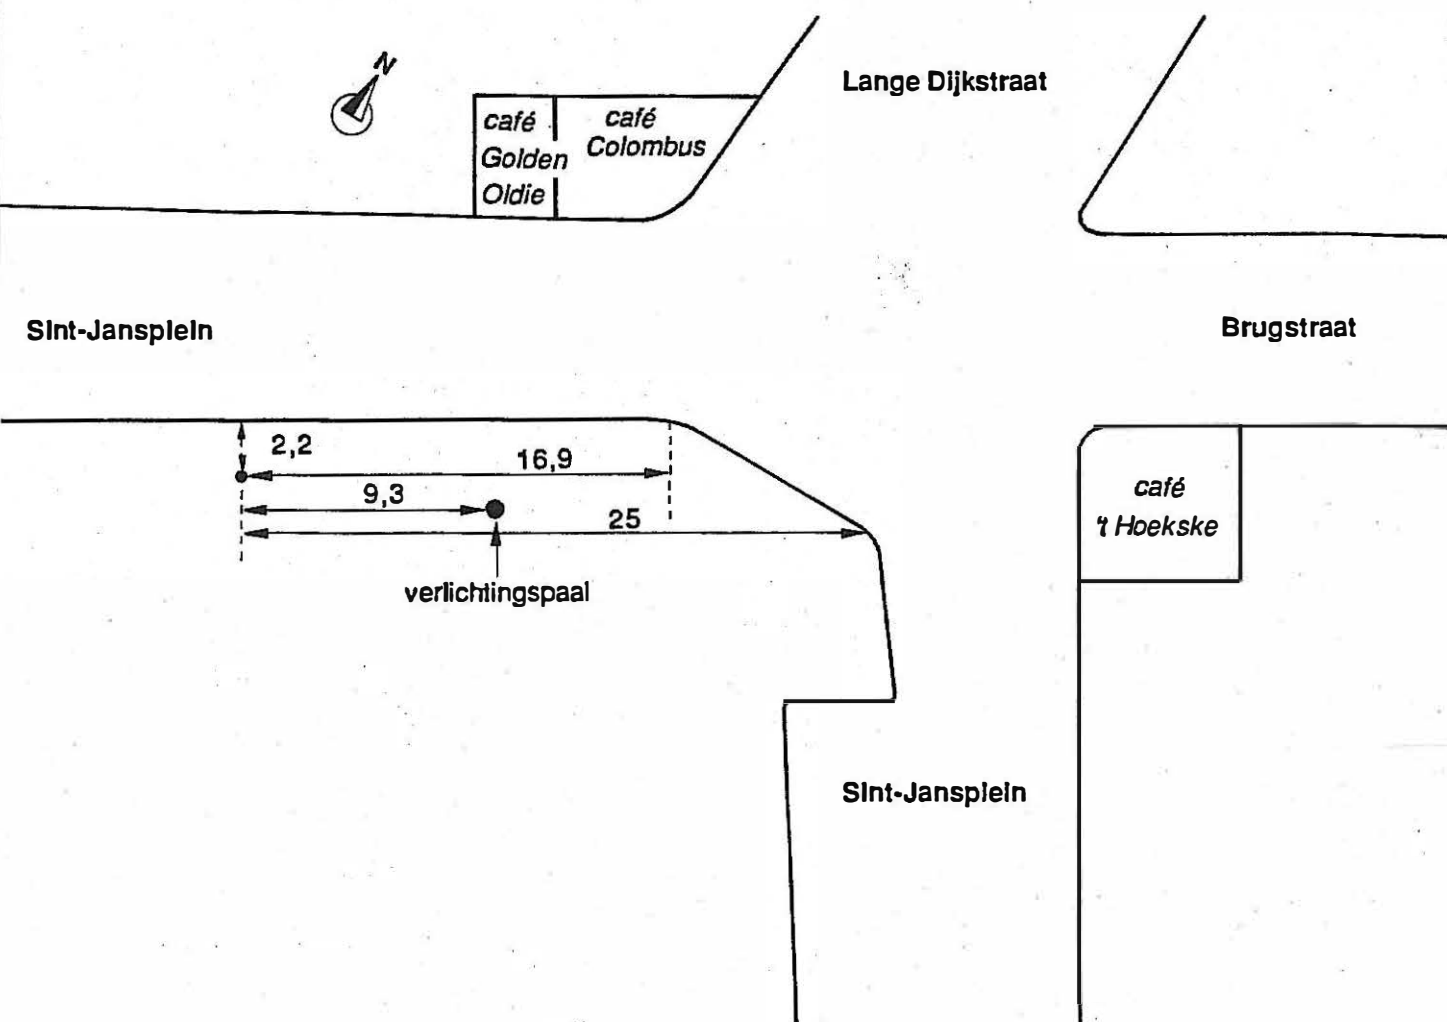 N
Lange Dijkstraat
café
Golden
Oldie
café
Colombus
Sint-Jansplein
Brugstraat
2,2
16,9
9,3
25
verlichtingspaal
café
't Hoekske
Sint-Jansplein